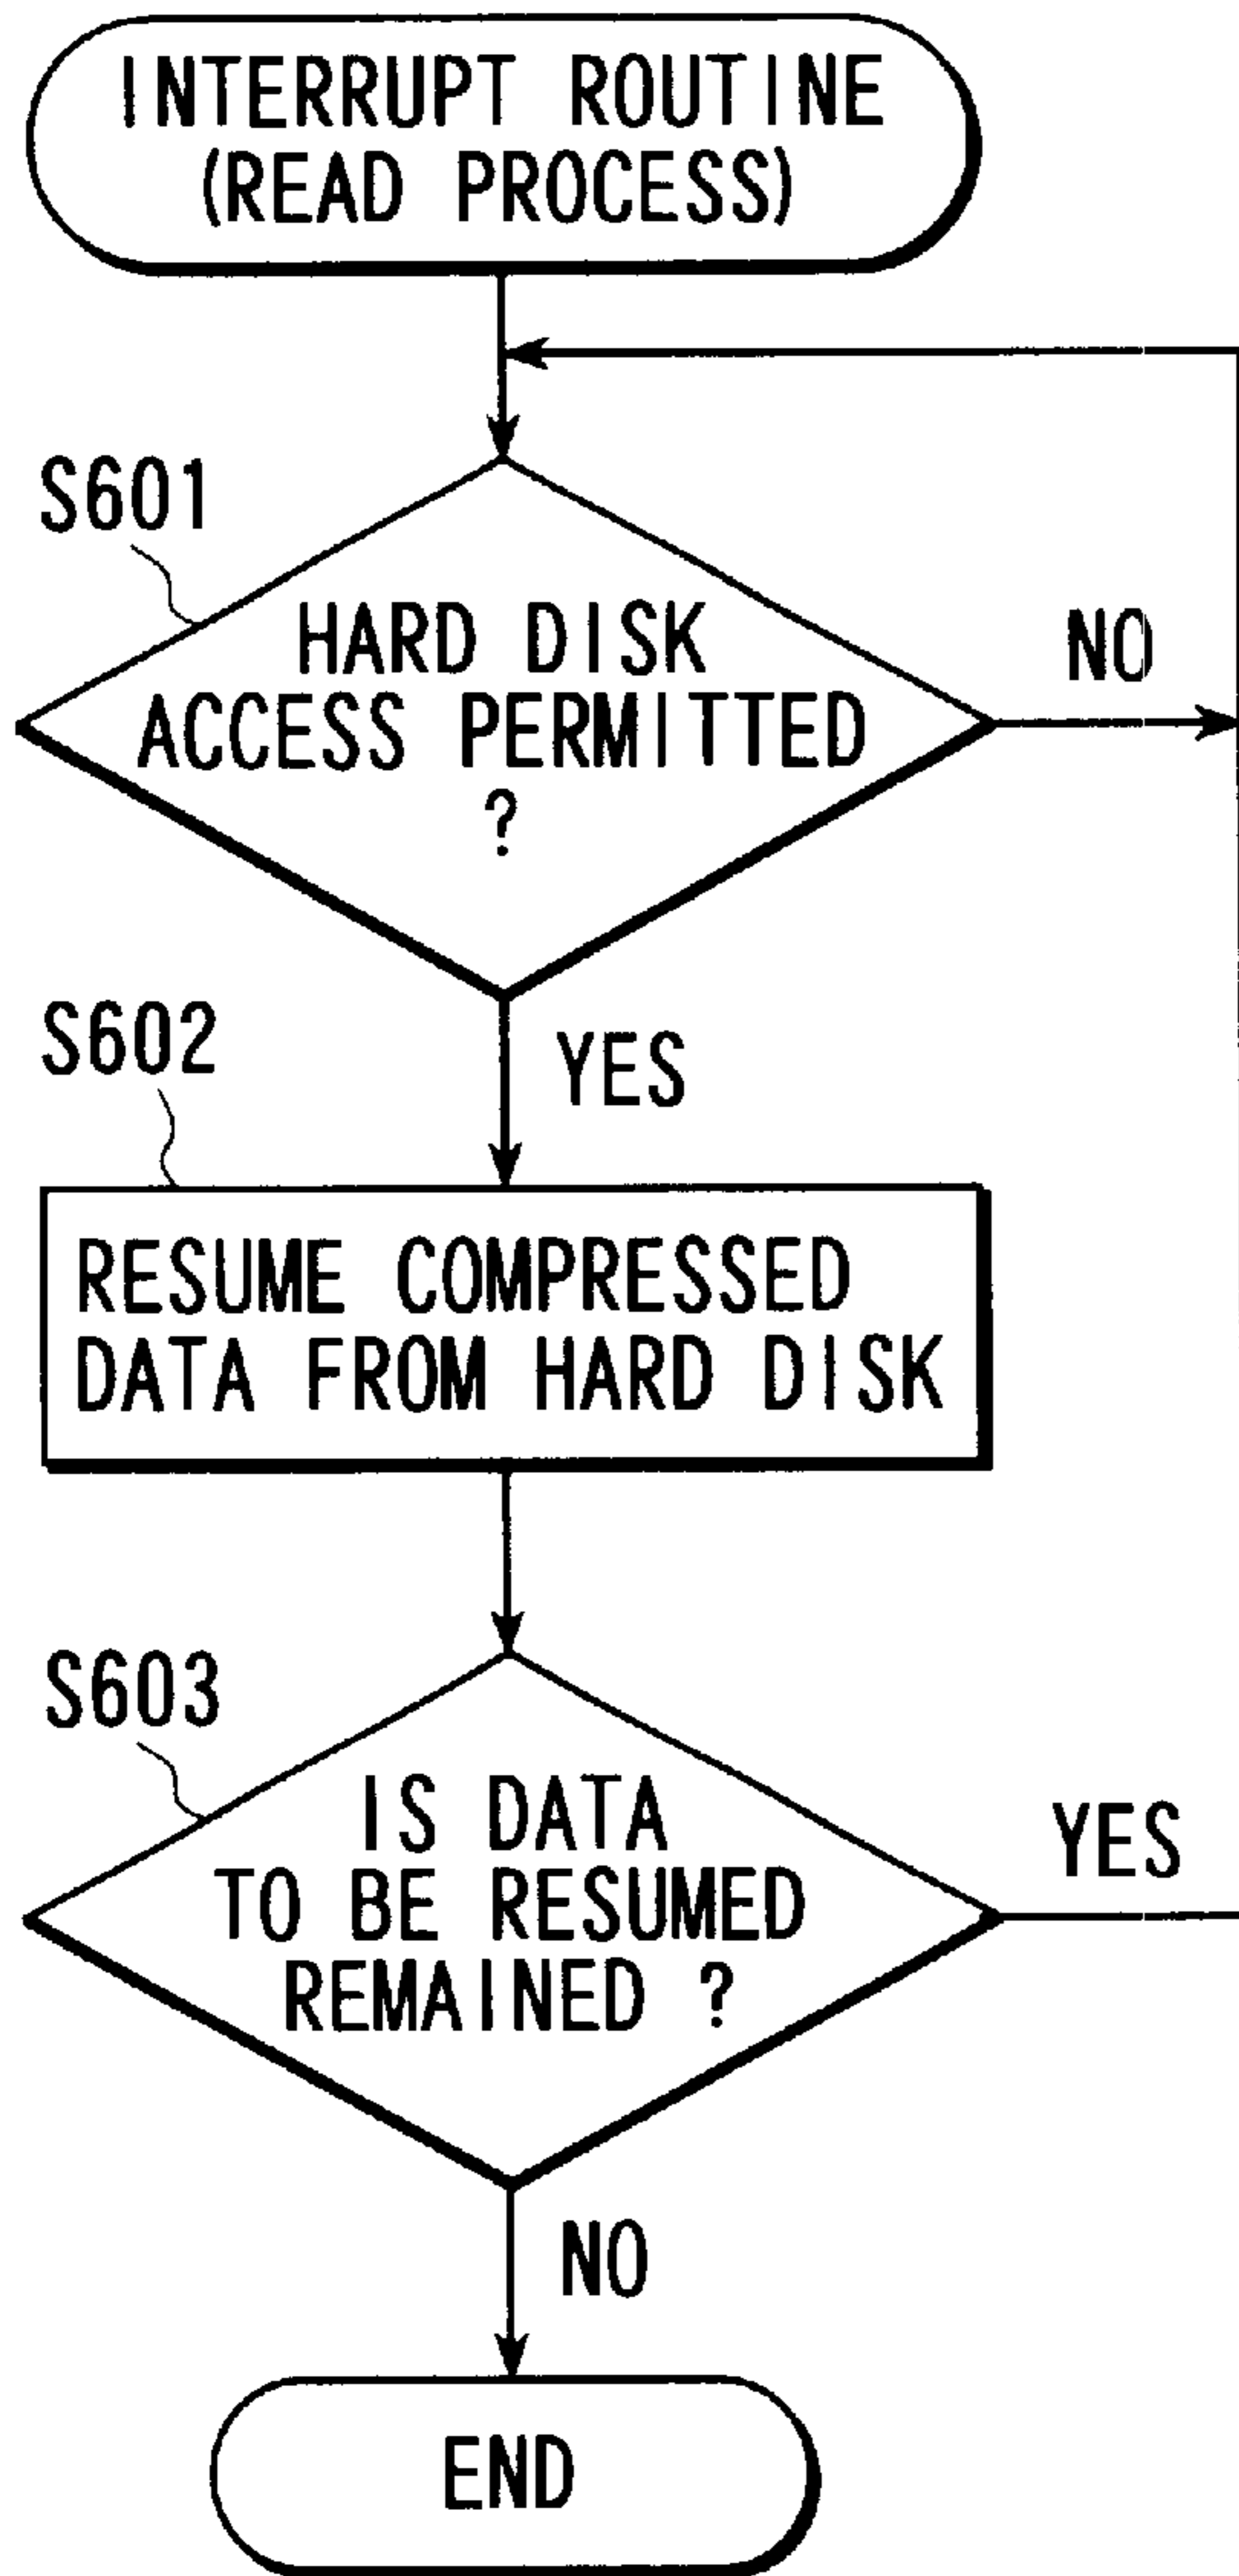 INTERRUPT ROUTINE
(READ PROCESS)
S601
HARD DISK
ACCESS PERMITTED
?
NO
YES
S602
RESUME COMPRESSED
DATA FROM HARD DISK
S603
IS DATA
TO BE RESUMED
REMAINED ?
YES
NO
END